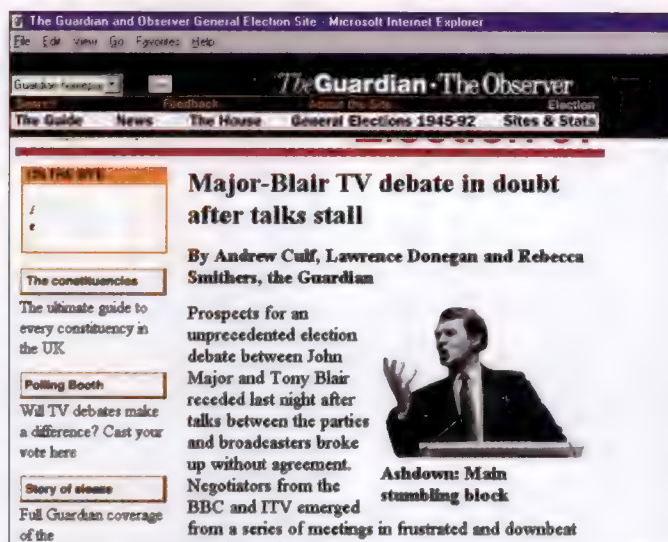 The Guardian and Observer General Election Site - Microsoft Internet Explorer
File Edit View Go Favorites Help
The Guardian · The Observer
Search Feedback About the Site Election
The Guide News The House General Elections 1945-92 Sites & Stats
ON THE BYE
Major-Blair TV debate in doubt
after talks stall
By Andrew Culf, Lawrence Donegan and Rebecca
Smithers, the Guardian
The constituencies
The ultimate guide to
every constituency in
the UK
Polling Booth
Will TV debates make
a difference? Cast your
vote here
Story of sleaze
Full Guardian coverage
of the
Prospects for an
unprecedented election
debate between John
Major and Tony Blair
receded last night after
talks between the parties
and broadcasters broke
up without agreement.
Negotiators from the
BBC and ITV emerged
from a series of meetings in frustrated and downbeat
Ashdown: Main
stumbling block